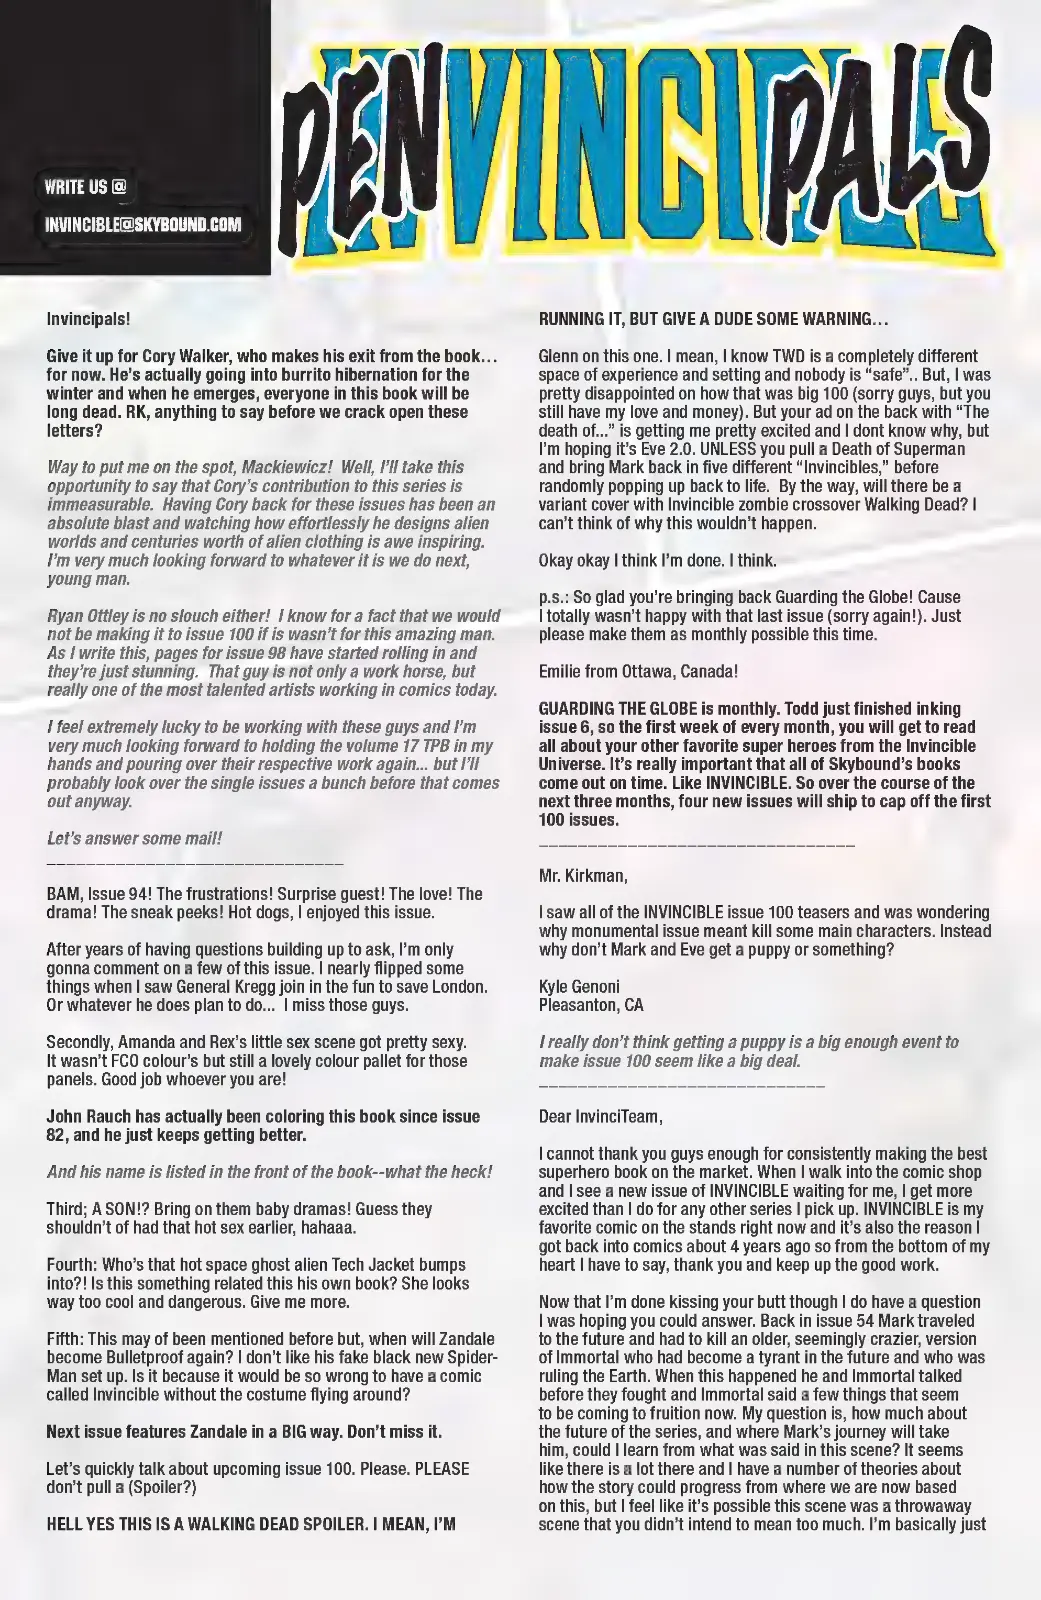 PENVINCIPALS
WRITE US @
INVINCIBLE@SKYBOUND.COM
Invincipals!
Give it up for Cory Walker, who makes his exit from the book…
for now. He's actually going into burrito hibernation for the
winter and when he emerges, everyone in this book will be
long dead. RK, anything to say before we crack open these
letters?
Way to put me on the spot, Mackiewicz!  Well, I'll take this
opportunity to say that Cory's contribution to this series is
immeasurable.  Having Cory back for these issues has been an
absolute blast and watching how effortlessly he designs alien
worlds and centuries worth of alien clothing is awe inspiring.
I'm very much looking forward to whatever it is we do next,
young man.
Ryan Ottley is no slouch either!  I know for a fact that we would
not be making it to issue 100 if is wasn't for this amazing man.
As I write this, pages for issue 98 have started rolling in and
they're just stunning.  That guy is not only a work horse, but
really one of the most talented artists working in comics today.
I feel extremely lucky to be working with these guys and I'm
very much looking forward to holding the volume 17 TPB in my
hands and pouring over their respective work again... but I'll
probably look over the single issues a bunch before that comes
out anyway.
Let's answer some mail!
BAM, Issue 94! The frustrations! Surprise guest! The love! The
drama! The sneak peeks! Hot dogs, I enjoyed this issue.
After years of having questions building up to ask, I'm only
gonna comment on a few of this issue. I nearly flipped some
things when I saw General Kregg join in the fun to save London.
Or whatever he does plan to do...  I miss those guys.
Secondly, Amanda and Rex's little sex scene got pretty sexy.
It wasn't FCO colour's but still a lovely colour pallet for those
panels. Good job whoever you are!
John Rauch has actually been coloring this book since issue
82, and he just keeps getting better.
And his name is listed in the front of the book--what the heck!
Third; A SON!? Bring on them baby dramas! Guess they
shouldn't of had that hot sex earlier, hahaaa.
Fourth: Who's that hot space ghost alien Tech Jacket bumps
into?! Is this something related this his own book? She looks
way too cool and dangerous. Give me more.
Fifth: This may of been mentioned before but, when will Zandale
become Bulletproof again? I don't like his fake black new Spider-
Man set up. Is it because it would be so wrong to have a comic
called Invincible without the costume flying around?
Next issue features Zandale in a BIG way. Don't miss it.
Let's quickly talk about upcoming issue 100. Please. PLEASE
don't pull a (Spoiler?)
HELL YES THIS IS A WALKING DEAD SPOILER. I MEAN, I'M
RUNNING IT, BUT GIVE A DUDE SOME WARNING…
Glenn on this one. I mean, I know TWD is a completely different
space of experience and setting and nobody is "safe".. But, I was
pretty disappointed on how that was big 100 (sorry guys, but you
still have my love and money). But your ad on the back with "The
death of..." is getting me pretty excited and I dont know why, but
I'm hoping it's Eve 2.0. UNLESS you pull a Death of Superman
and bring Mark back in five different "Invincibles," before
randomly popping up back to life.  By the way, will there be a
variant cover with Invincible zombie crossover Walking Dead? I
can't think of why this wouldn't happen.
Okay okay I think I'm done. I think.
p.s.: So glad you're bringing back Guarding the Globe! Cause
I totally wasn't happy with that last issue (sorry again!). Just
please make them as monthly possible this time.
Emilie from Ottawa, Canada!
GUARDING THE GLOBE is monthly. Todd just finished inking
issue 6, so the first week of every month, you will get to read
all about your other favorite super heroes from the Invincible
Universe. It's really important that all of Skybound's books
come out on time. Like INVINCIBLE. So over the course of the
next three months, four new issues will ship to cap off the first
100 issues.
Mr. Kirkman,
I saw all of the INVINCIBLE issue 100 teasers and was wondering
why monumental issue meant kill some main characters. Instead
why don't Mark and Eve get a puppy or something?
Kyle Genoni
Pleasanton, CA
I really don't think getting a puppy is a big enough event to
make issue 100 seem like a big deal.
Dear InvinciTeam,
I cannot thank you guys enough for consistently making the best
superhero book on the market. When I walk into the comic shop
and I see a new issue of INVINCIBLE waiting for me, I get more
excited than I do for any other series I pick up. INVINCIBLE is my
favorite comic on the stands right now and it's also the reason I
got back into comics about 4 years ago so from the bottom of my
heart I have to say, thank you and keep up the good work.
Now that I'm done kissing your butt though I do have a question
I was hoping you could answer. Back in issue 54 Mark traveled
to the future and had to kill an older, seemingly crazier, version
of Immortal who had become a tyrant in the future and who was
ruling the Earth. When this happened he and Immortal talked
before they fought and Immortal said a few things that seem
to be coming to fruition now. My question is, how much about
the future of the series, and where Mark's journey will take
him, could I learn from what was said in this scene? It seems
like there is a lot there and I have a number of theories about
how the story could progress from where we are now based
on this, but I feel like it's possible this scene was a throwaway
scene that you didn't intend to mean too much. I'm basically just